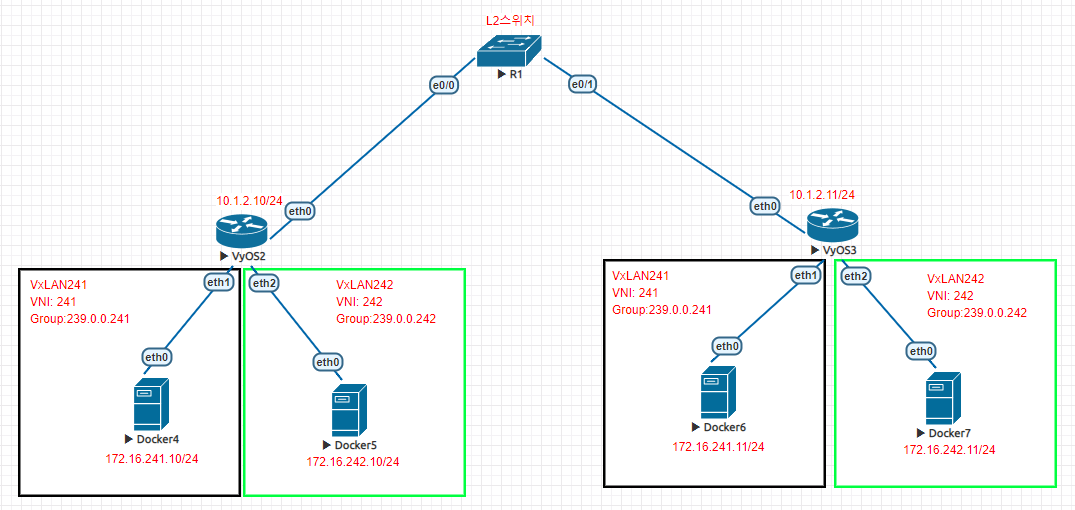 L2스위치
R1
e0/0
e0/1
10.1.2.10/24
eth0
VyOS2
eth1
eth2
VxLAN241
VNI: 241
Group:239.0.0.241
VxLAN242
VNI: 242
Group:239.0.0.242
eth0
eth0
Docker4
172.16.241.10/24
Docker5
172.16.242.10/24
10.1.2.11/24
eth0
VyOS3
eth1
eth2
VxLAN241
VNI: 241
Group:239.0.0.241
VxLAN242
VNI: 242
Group:239.0.0.242
eth0
eth0
Docker6
172.16.241.11/24
Docker7
172.16.242.11/24